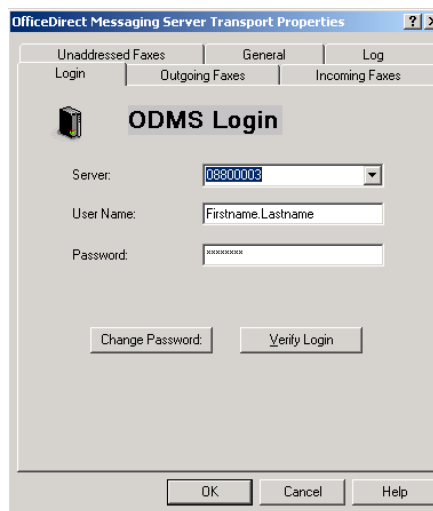 OfficeDirect Messaging Server Transport Properties
Unaddressed Faxes General Log
Login Outgoing Faxes Incoming Faxes
ODMS Login
Server: 08800003
User Name: Firstname.Lastname
Password: ××××××××
Change Password: Verify Login
OK Cancel Help